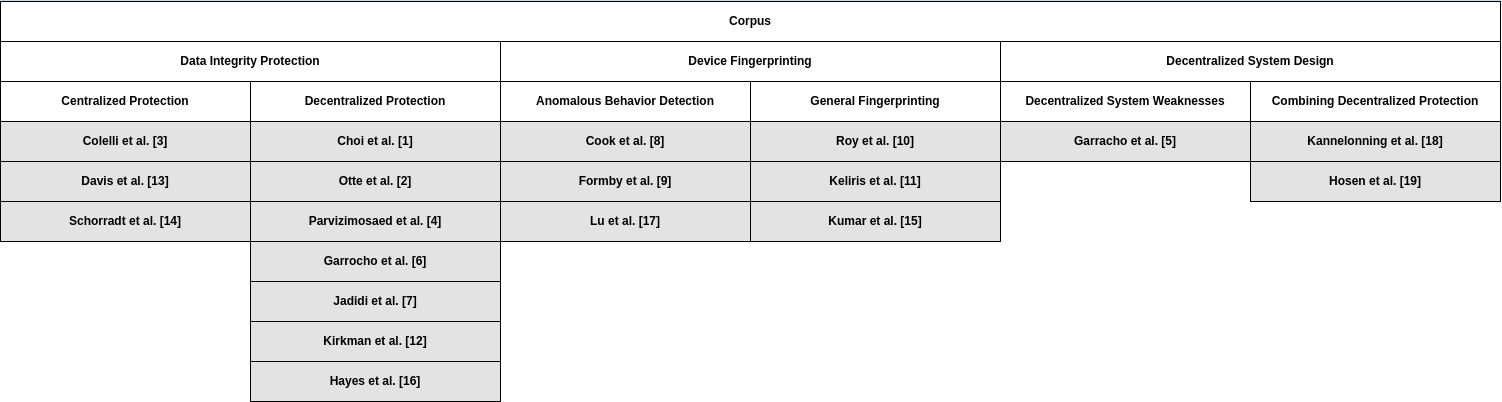 Corpus
Data Integrity Protection Device Fingerprinting Decentralized System Design
Centralized Protection Decentralized Protection Anomalous Behavior Detection General Fingerprinting Decentralized System Weaknesses Combining Decentralized Protection
Colelli et al. [3] Choi et al. [1] Cook et al. [8] Roy et al. [10] Garracho et al. [5] Kannelonning et al. [18]
Davis et al. [13] Otte et al. [2] Formby et al. [9] Keliris et al. [11] Hosen et al. [19]
Schorradt et al. [14] Parvizimosaed et al. [4] Lu et al. [17] Kumar et al. [15]
Garrocho et al. [6]
Jadidi et al. [7]
Kirkman et al. [12]
Hayes et al. [16]